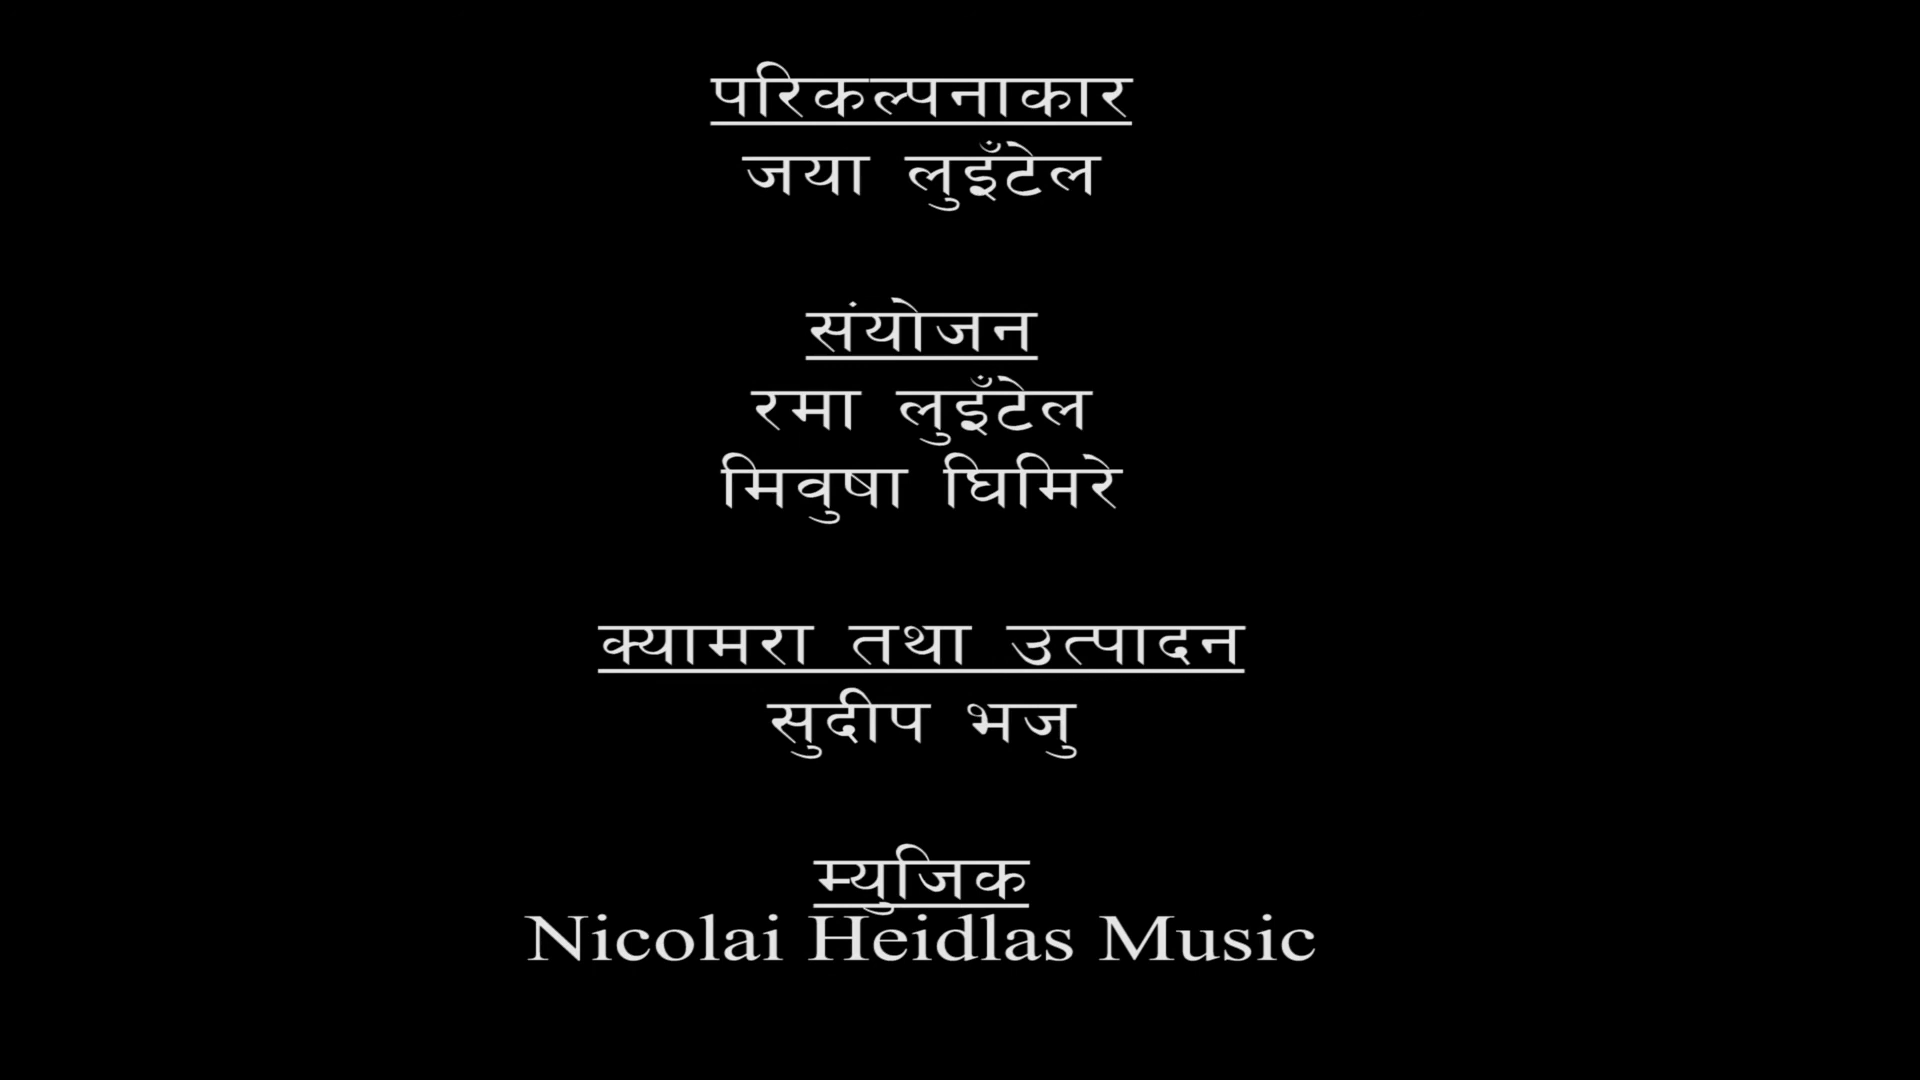 परिकल्पनाकार
जया लुइँटेल
संयोजन
रमा लुइँटेल
मिवुषा घिमिरे
क्यामरा तथा उत्पादन
सुदीप भजु
म्युजिक
Nicolai Heidlas Music